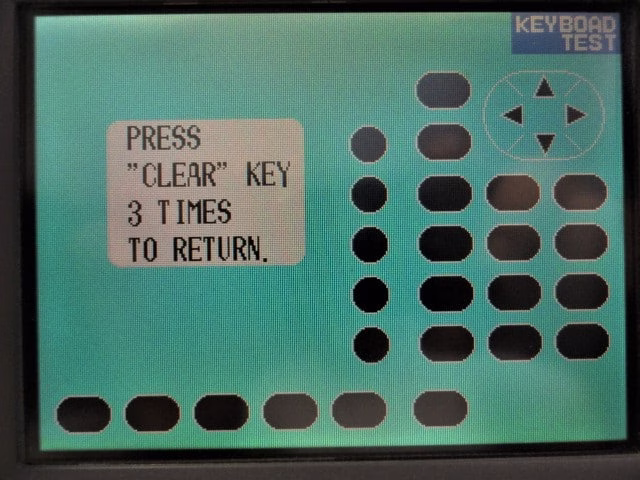 KEYBOAD
TEST
PRESS
"CLEAR" KEY
3 TIMES
TO RETURN.